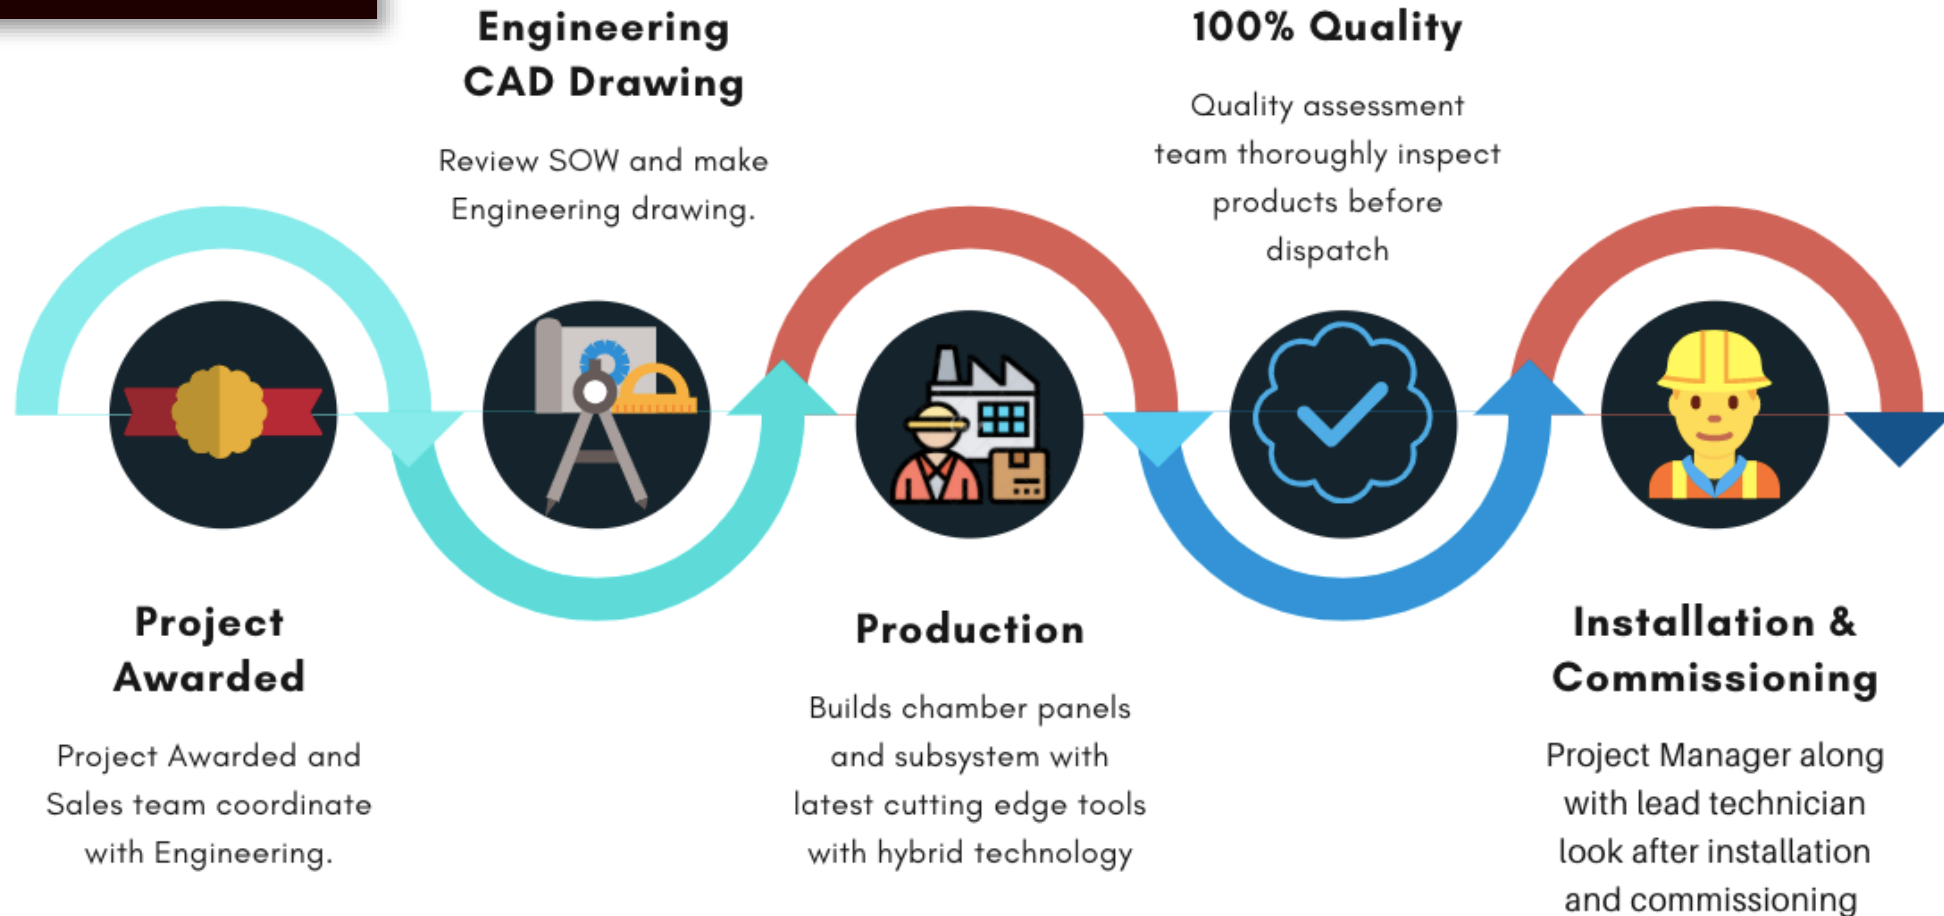 Project
Awarded
Project Awarded and
Sales team coordinate
with Engineering.
Engineering
CAD Drawing
Review SOW and make
Engineering drawing.
Production
Builds chamber panels
and subsystem with
latest cutting edge tools
with hybrid technology
100% Quality
Quality assessment
team thoroughly inspect
products before
dispatch
Installation &
Commissioning
Project Manager along
with lead technician
look after installation
and commissioning